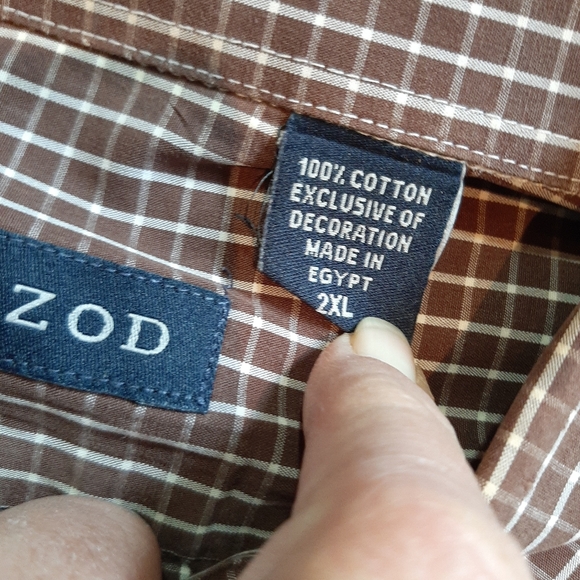 100% COTTON
EXCLUSIVE OF
DECORATION
MADE IN
EGYPT
2XL
ZOD